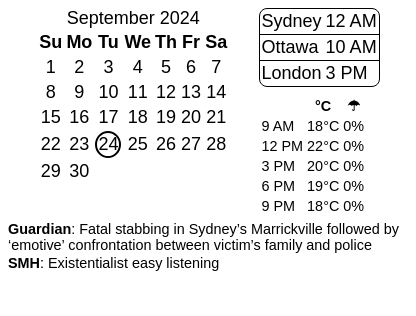 September 2024
Su Mo Tu We Th Fr Sa
1 2 3 4 5 6 7
8 9 10 11 12 13 14
15 16 17 18 19 20 21
22 23 24 25 26 27 28
29 30
Sydney 12 AM
Ottawa 10 AM
London 3 PM
°C ☂
9 AM 18°C 0%
12 PM 22°C 0%
3 PM 20°C 0%
6 PM 19°C 0%
9 PM 18°C 0%
Guardian: Fatal stabbing in Sydney’s Marrickville followed by
‘emotive’ confrontation between victim’s family and police
SMH: Existentialist easy listening